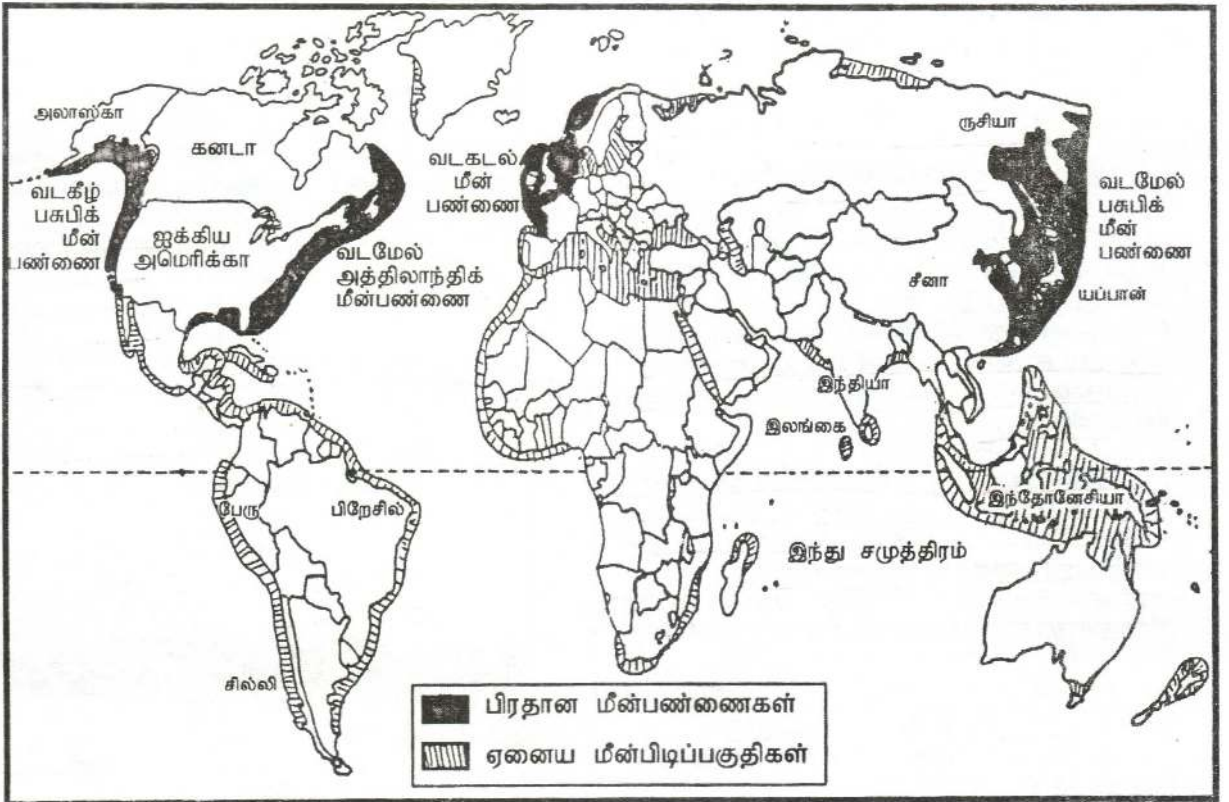 அலாஸ்கா
கனடா
வடகீழ்
பசுபிக்
மீன்
பண்ணை
ஐக்கிய
அமெரிக்கா
வடமேல்
அத்திலாந்திக்
மீன்பண்ணை
வடகடல்
மீன்
பண்ணை
ருசியா
வடமேல்
பசுபிக்
மீன்
பண்ணை
சீனா
யப்பான்
இந்தியா
இலங்கை
இந்தோனேசியா
பேரு
பிறேசில்
இந்து சமுத்திரம்
சில்லி
பிரதான மீன்பண்ணைகள்
ஏனைய மீன்பிடிப்பகுதிகள்